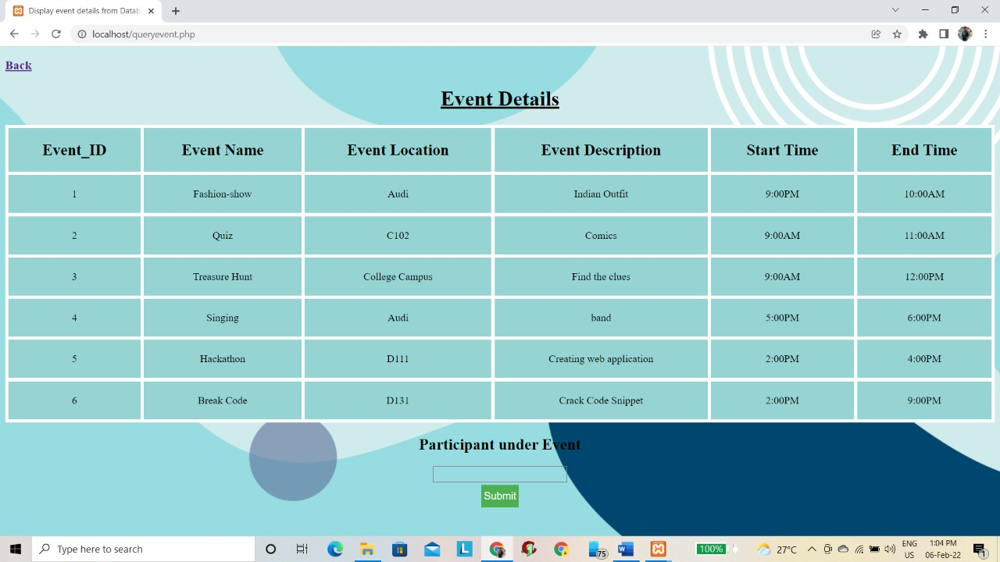 Display event details from Datab
localhost/queryevent.php
Back
Event Details
Event_ID Event Name Event Location Event Description Start Time End Time
1 Fashion-show Audi Indian Outfit 9:00PM 10:00AM
2 Quiz C102 Comics 9:00AM 11:00AM
3 Treasure Hunt College Campus Find the clues 9:00AM 12:00PM
4 Singing Audi band 5:00PM 6:00PM
5 Hackathon D111 Creating web application 2:00PM 4:00PM
6 Break Code D131 Crack Code Snippet 2:00PM 9:00PM
Participant under Event
Submit
Type here to search L 75 W 100% 27°C ENG 1:04 PM
US 06-Feb-22 1